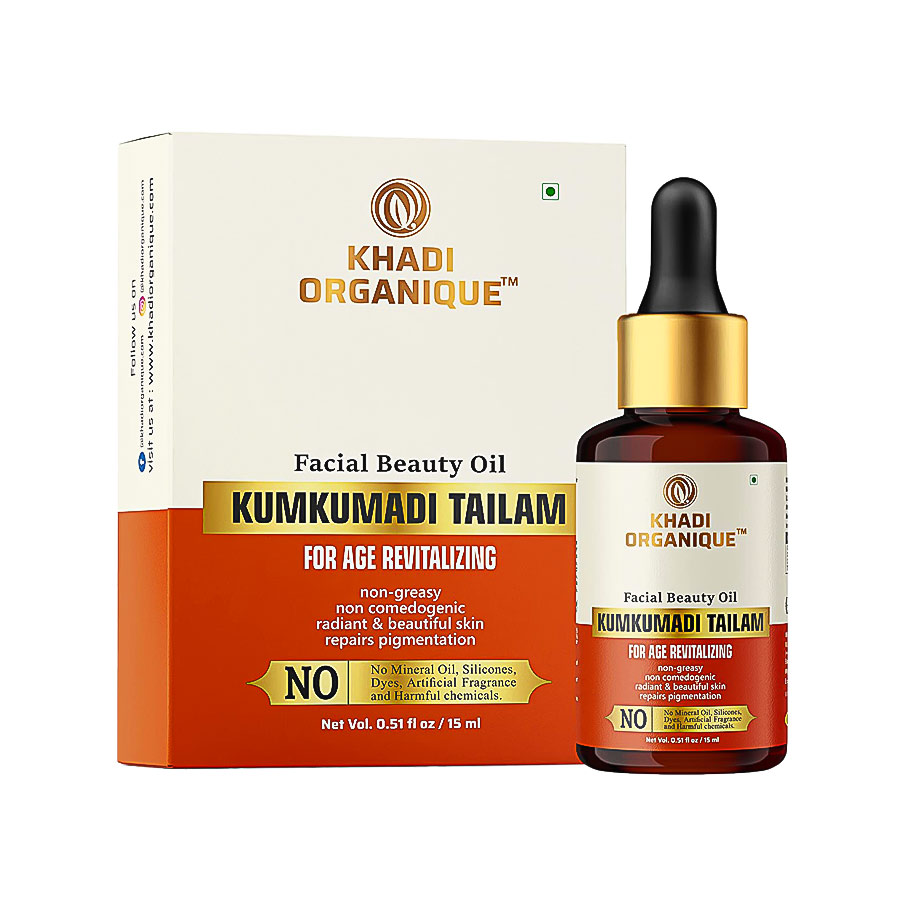 KHADI
ORGANIQUE™
Facial Beauty Oil
KUMKUMADI TAILAM
FOR AGE REVITALIZING
non-greasy
non comedogenic
radiant & beautiful skin
repairs pigmentation
NO
No Mineral Oil, Silicones,
Dyes, Artificial Fragrance
and Harmful chemicals.
Net Vol. 0.51 fl oz / 15 ml
Follow us on
khadiorganique.com @khadiorganique.com
visit us at : www.khadiorganique.com
KHADI
ORGANIQUE™
Facial Beauty Oil
KUMKUMADI TAILAM
FOR AGE REVITALIZING
non-greasy
non comedogenic
radiant & beautiful skin
repairs pigmentation
NO
No Mineral Oil, Silicones,
Dyes, Artificial Fragrance
and Harmful chemicals.
Net Vol. 0.51 fl oz / 15 ml